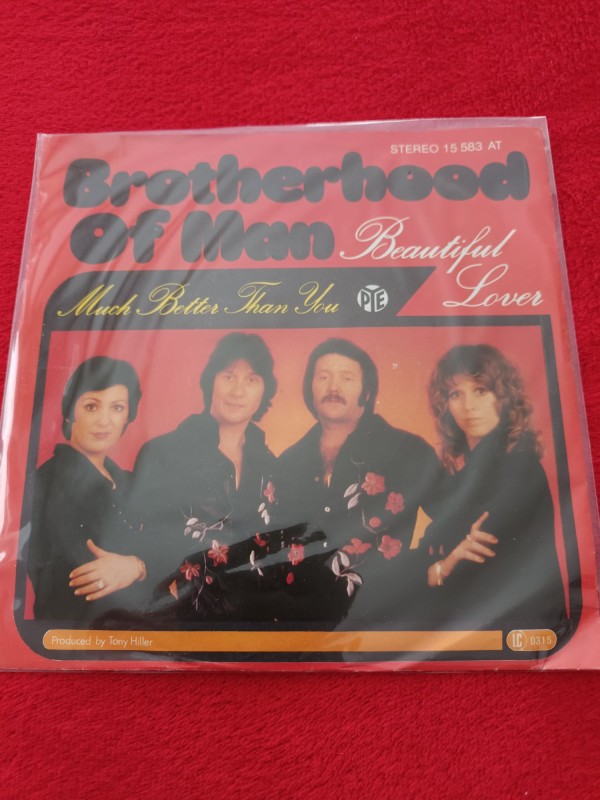 STEREO 15 583 AT
Brotherhood
Of Man
Beautiful
Lover
Much Better Than You
PYE
Produced by Tony Hiller
LC 0315